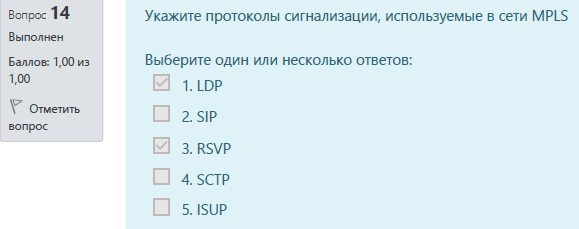 Вопрос 14
Выполнен
Баллов: 1,00 из
1,00
Отметить
вопрос
Укажите протоколы сигнализации, используемые в сети MPLS
Выберите один или несколько ответов:
1. LDP
2. SIP
3. RSVP
4. SCTP
5. ISUP